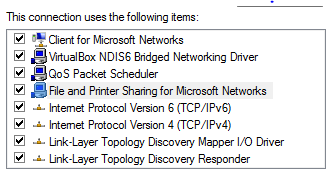 This connection uses the following items:
Client for Microsoft Networks
VirtualBox NDIS6 Bridged Networking Driver
QoS Packet Scheduler
File and Printer Sharing for Microsoft Networks
Internet Protocol Version 6 (TCP/IPv6)
Internet Protocol Version 4 (TCP/IPv4)
Link-Layer Topology Discovery Mapper I/O Driver
Link-Layer Topology Discovery Responder